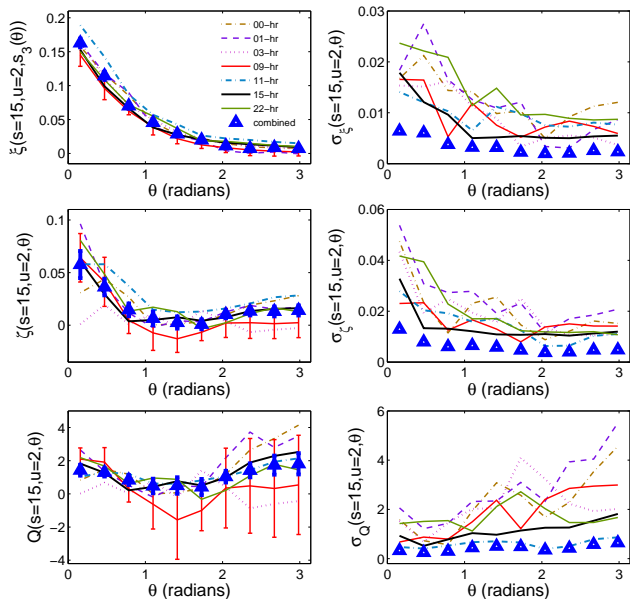 ξ(s=15,u=2,s₃(θ))
0.2
0.15
0.1
0.05
0
0 1 2 3
θ (radians)
00-hr
01-hr
03-hr
09-hr
11-hr
15-hr
22-hr
combined
σξ(s=15,u=2,θ)
0.03
0.02
0.01
0
0 1 2 3
θ (radians)
ζ(s=15,u=2,θ)
0.1
0.05
0
0 1 2 3
θ (radians)
σζ(s=15,u=2,θ)
0.06
0.04
0.02
0
0 1 2 3
θ (radians)
Q(s=15,u=2,θ)
4
2
0
-2
-4
0 1 2 3
θ (radians)
σQ(s=15,u=2,θ)
6
4
2
0
0 1 2 3
θ (radians)